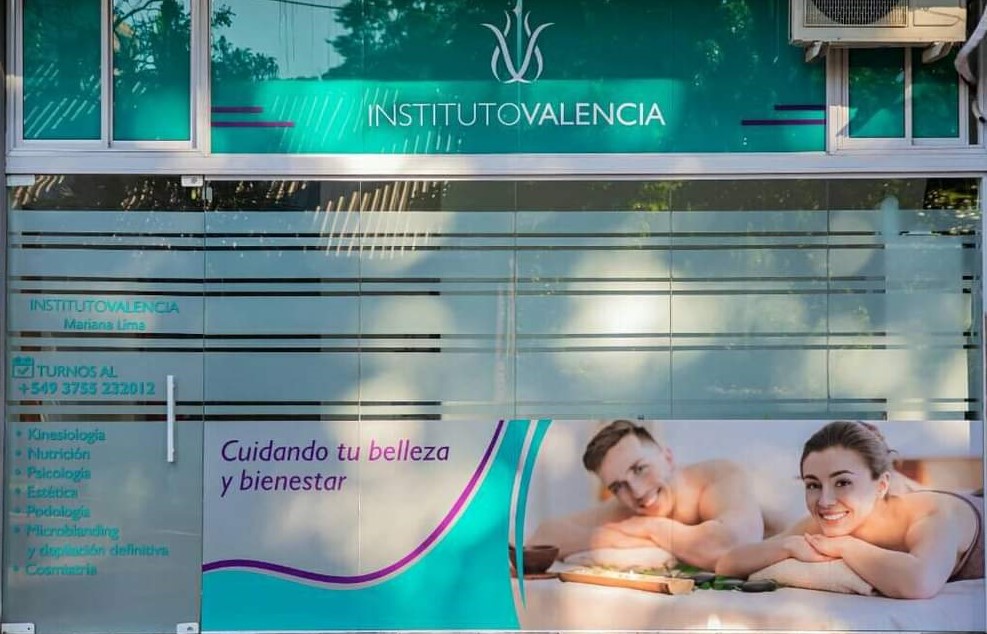 INSTITUTOVALENCIA
INSTITUTOVALENCIA
Mariana Lima
TURNOS AL
+549 3755 232012
• Kinesiología
• Nutrición
• Psicología
• Estética
• Podología
• Microblanding
y depilación definitiva
• Cosmiatría
Cuidando tu belleza
y bienestar